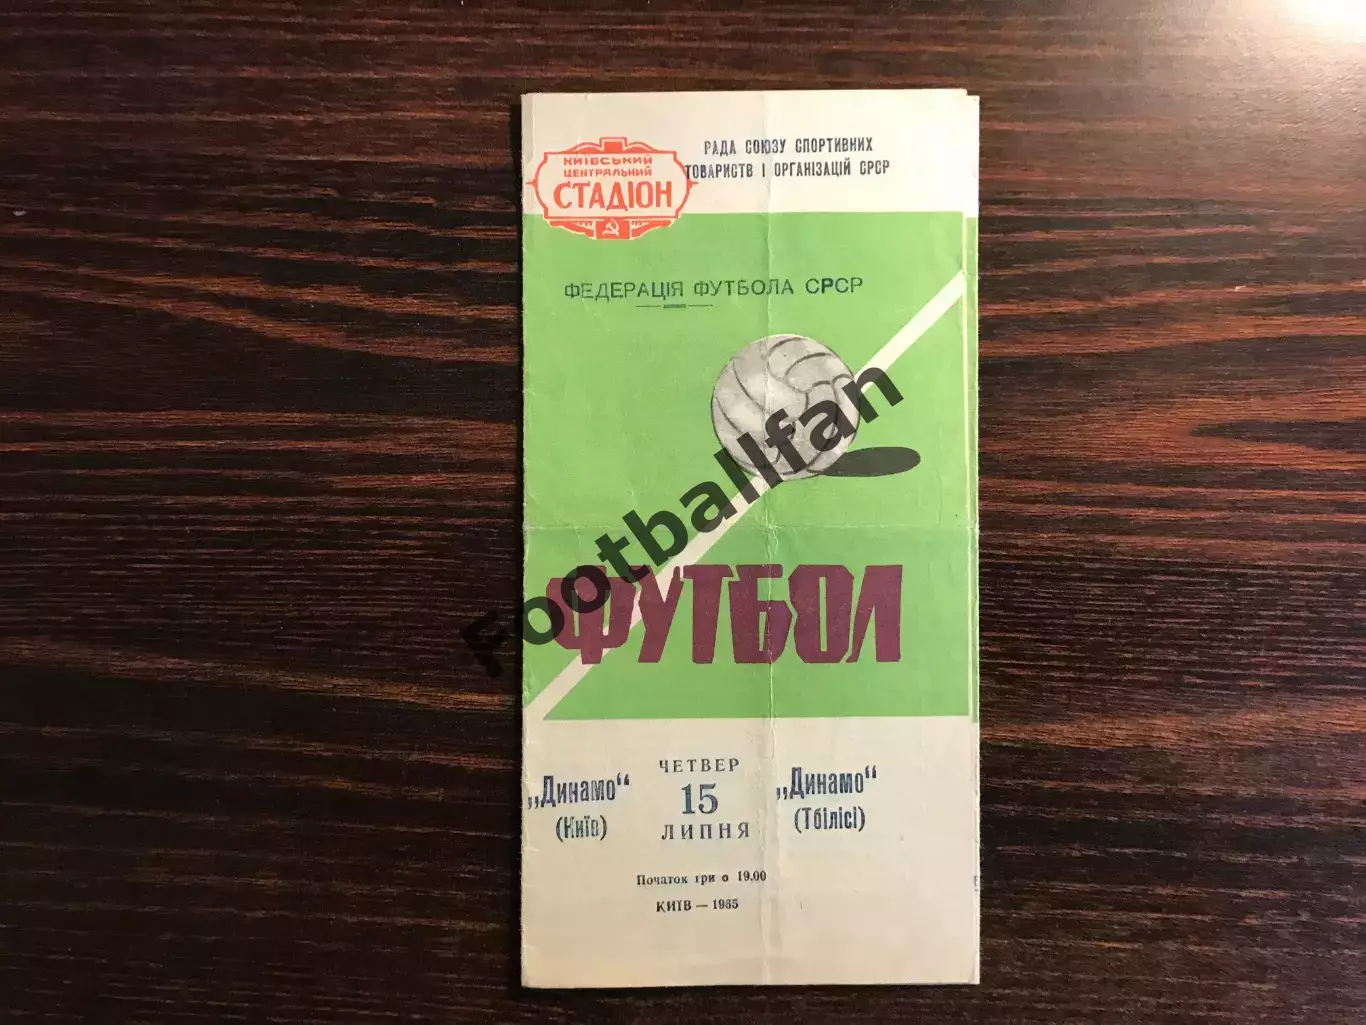 КИЇВСЬКИЙ
ЦЕНТРАЛЬНИЙ
СТАДІОН
РАДА СОЮЗУ СПОРТИВНИХ
ТОВАРИСТВ І ОРГАНІЗАЦІЙ СРСР
ФЕДЕРАЦІЯ ФУТБОЛА СРСР
Footballfan
ФУТБОЛ
„Динамо“
(Київ)
ЧЕТВЕР
15
ЛИПНЯ
„Динамо“
(Тбілісі)
Початок гри о 19.00
КИЇВ — 1965